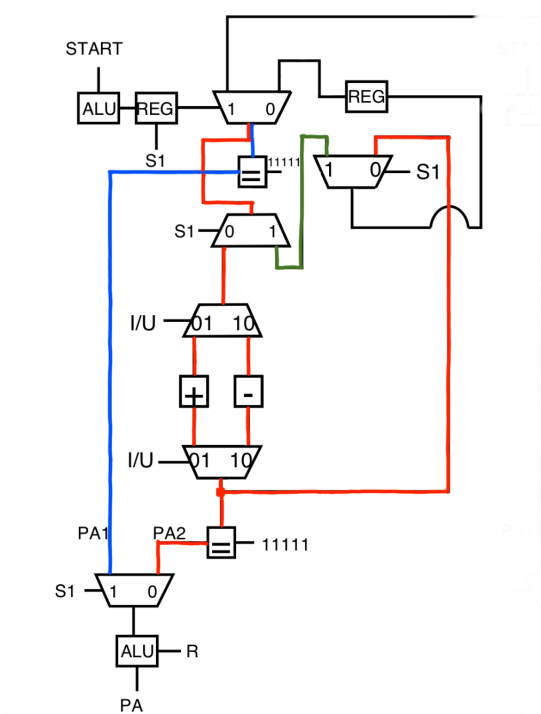 START
ALU
REG
1 0
REG
S1
11111
=
1 0
S1
S1
0 1
I/U
01 10
+
-
I/U
01 10
PA1
PA2
=
11111
S1
1 0
ALU
R
PA